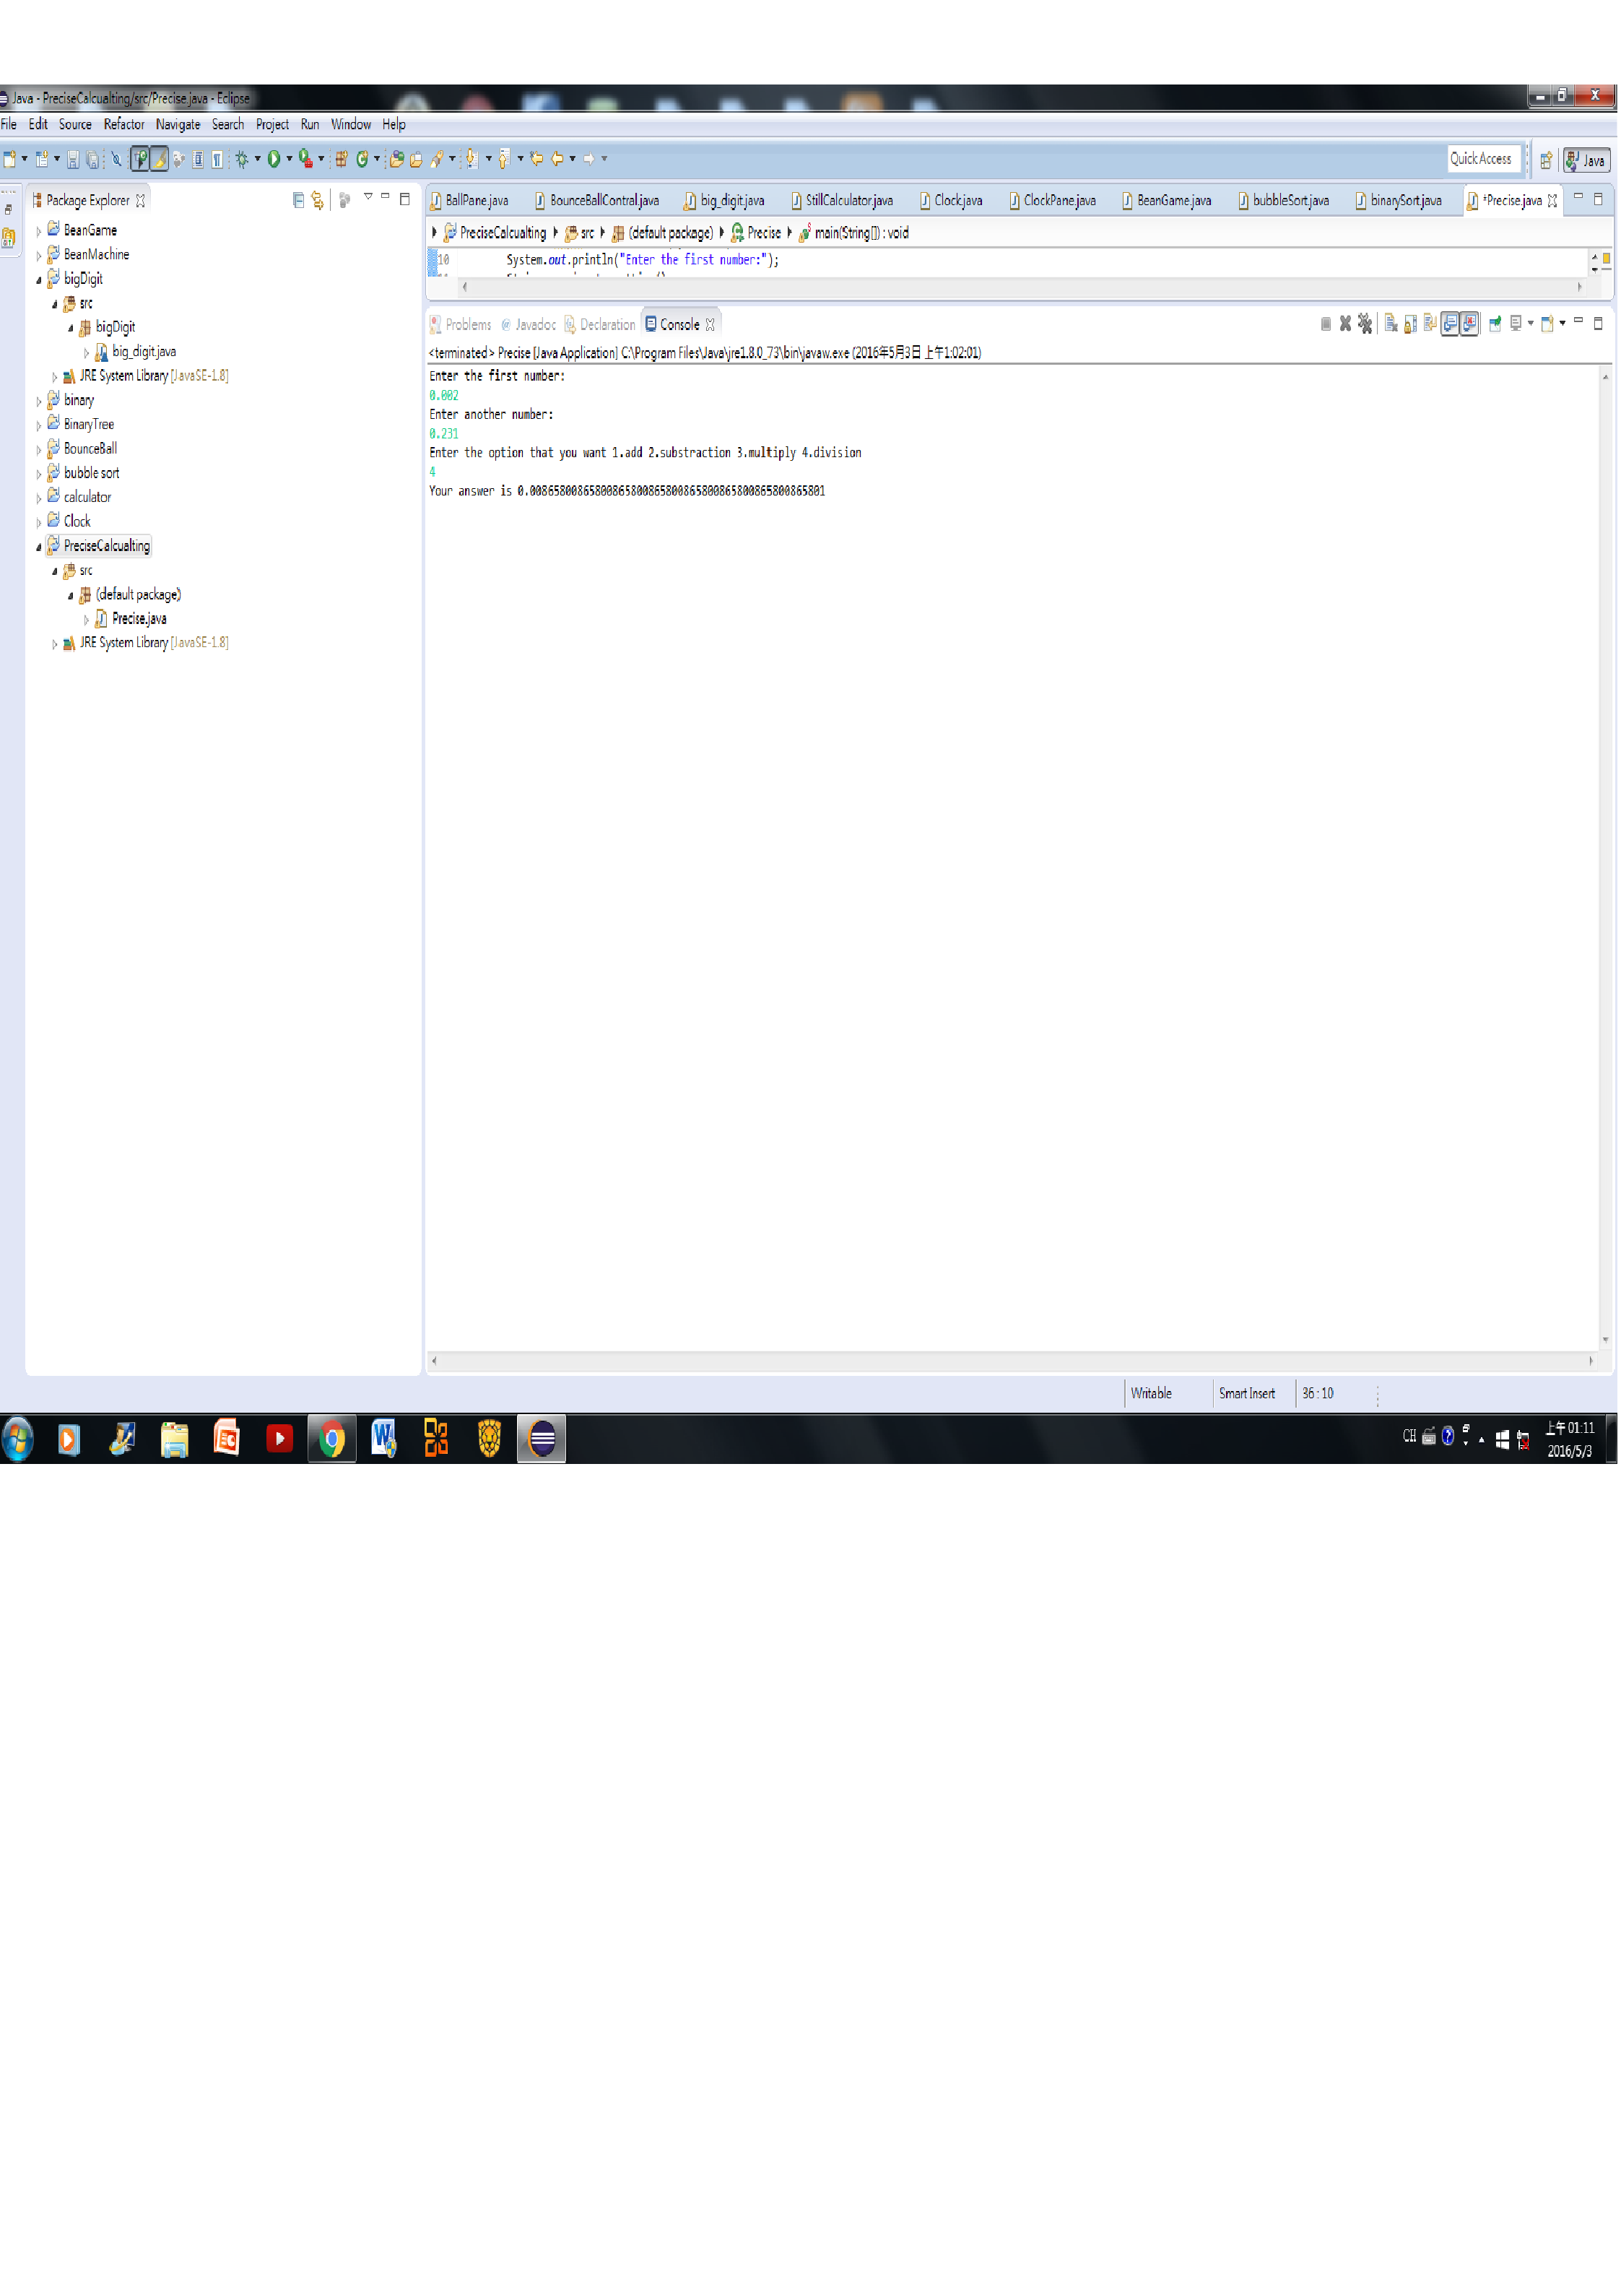 Java - PreciseCalcualting/src/Precise.java - Eclipse
File Edit Source Refactor Navigate Search Project Run Window Help
Quick Access
Java
Package Explorer
BeanGame
BeanMachine
bigDigit
src
bigDigit
big_digit.java
JRE System Library [JavaSE-1.8]
binary
BinaryTree
BounceBall
bubble sort
calculator
Clock
PreciseCalcualting
src
(default package)
Precise.java
JRE System Library [JavaSE-1.8]
BallPane.java BounceBallContral.java big_digit.java StillCalculator.java Clock.java ClockPane.java BeanGame.java bubbleSort.java binarySort.java *Precise.java
PreciseCalcualting src (default package) Precise main(String[]) : void
10 System.out.println("Enter the first number:");
Problems Javadoc Declaration Console
<terminated> Precise [Java Application] C:\Program Files\Java\jre1.8.0_73\bin\javaw.exe (2016年5月3日 上午1:02:01)
Enter the first number:
0.002
Enter another number:
0.231
Enter the option that you want 1.add 2.substraction 3.multiply 4.division
4
Your answer is 0.008658008658008658008658008658008658008658008658​01
Writable Smart Insert 36 : 10
CH
上午 01:11
2016/5/3